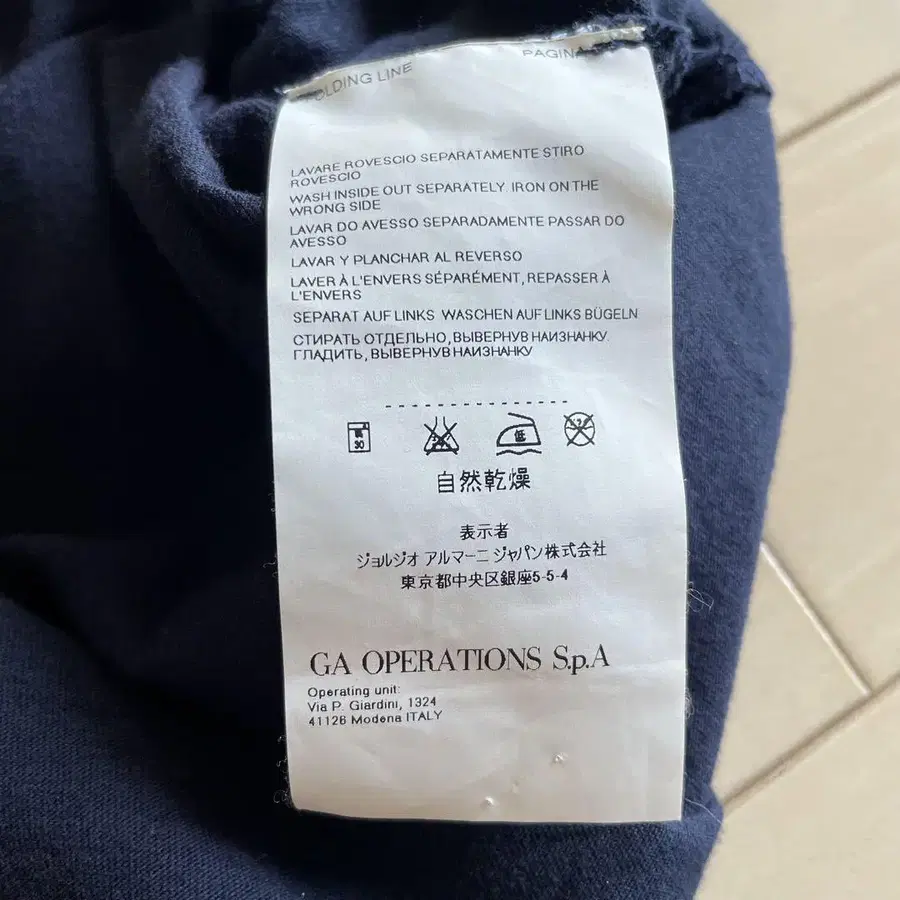 OLDING LINE
PAGINA
LAVARE ROVESCIO SEPARATAMENTE STIRO
ROVESCIO
WASH INSIDE OUT SEPARATELY. IRON ON THE
WRONG SIDE
LAVAR DO AVESSO SEPARADAMENTE PASSAR DO
AVESSO
LAVAR Y PLANCHAR AL REVERSO
LAVER À L'ENVERS SÉPARÉMENT, REPASSER À
L'ENVERS
SEPARAT AUF LINKS WASCHEN AUF LINKS BÜGELN
СТИРАТЬ ОТДЕЛЬНО, ВЫВЕРНУВ НАИЗНАНКУ.
ГЛАДИТЬ, ВЫВЕРНУВ НАИЗНАНКУ
30
低
自然乾燥
表示者
ジョルジオ アルマーニ ジャパン株式会社
東京都中央区銀座5-5-4
GA OPERATIONS S.p.A
Operating unit:
Via P. Giardini, 1324
41126 Modena ITALY